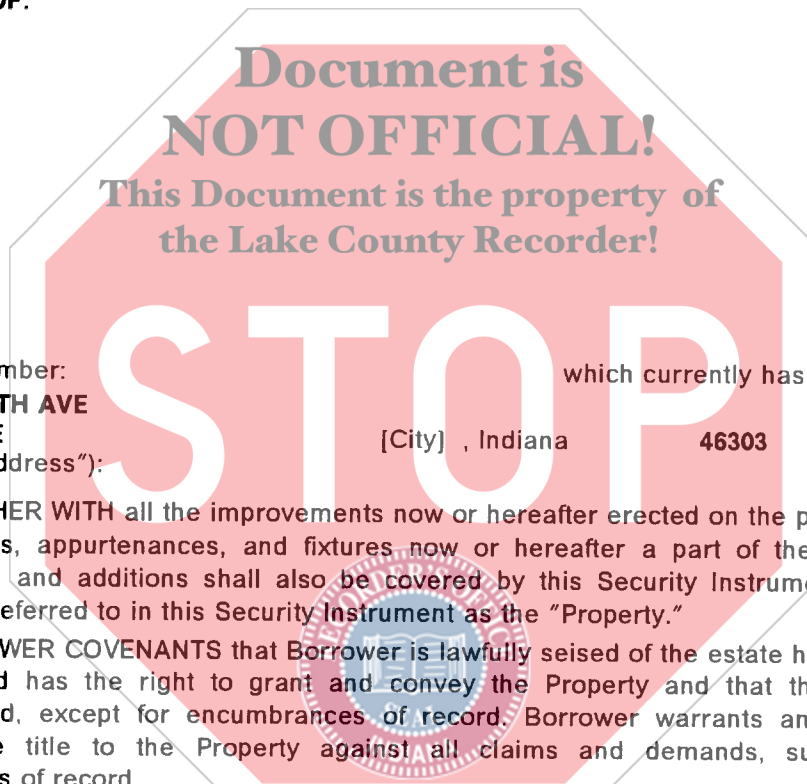 OF:
Document is
NOT OFFICIAL!
This Document is the property of
the Lake County Recorder!
STOP
mber: which currently has
TH AVE
[City] , Indiana 46303
ddress"):
HER WITH all the improvements now or hereafter erected on the p
s, appurtenances, and fixtures now or hereafter a part of the
and additions shall also be covered by this Security Instrume
eferred to in this Security Instrument as the "Property."
WER COVENANTS that Borrower is lawfully seised of the estate h
d has the right to grant and convey the Property and that th
d, except for encumbrances of record. Borrower warrants an
e title to the Property against all claims and demands, su
s of record.
SEAL